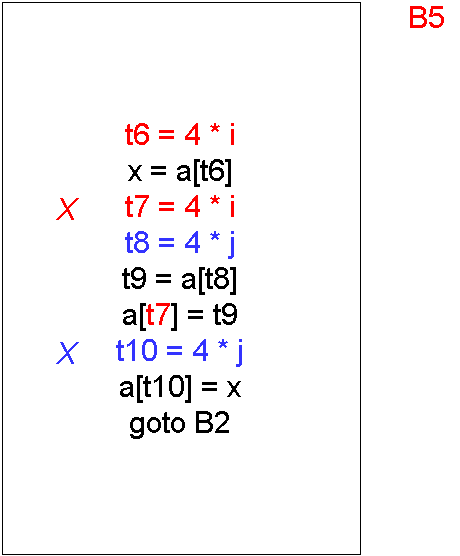 B5
t6 = 4 * i
x = a[t6]
X t7 = 4 * i
t8 = 4 * j
t9 = a[t8]
a[t7] = t9
X t10 = 4 * j
a[t10] = x
goto B2